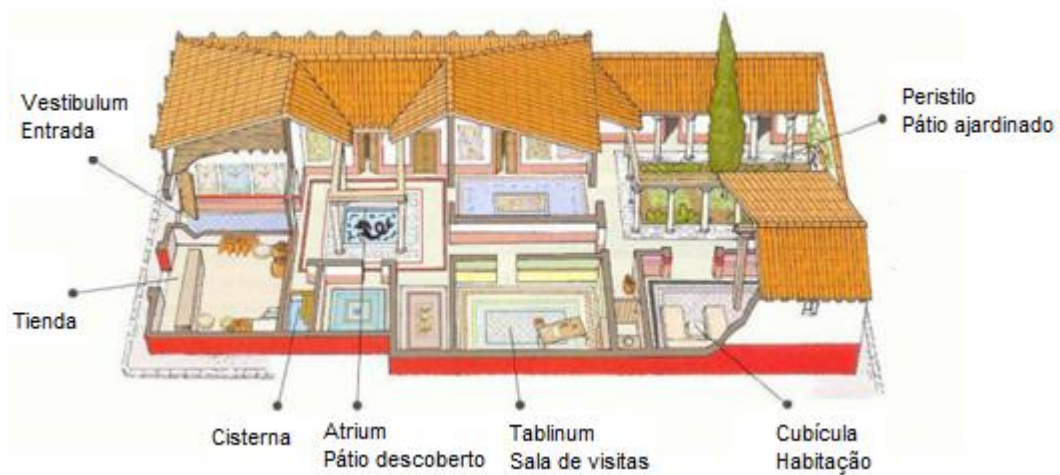 Vestibulum
Entrada
Peristilo
Pátio ajardinado
Tienda
Cisterna
Atrium
Pátio descoberto
Tablinum
Sala de visitas
Cubícula
Habitação